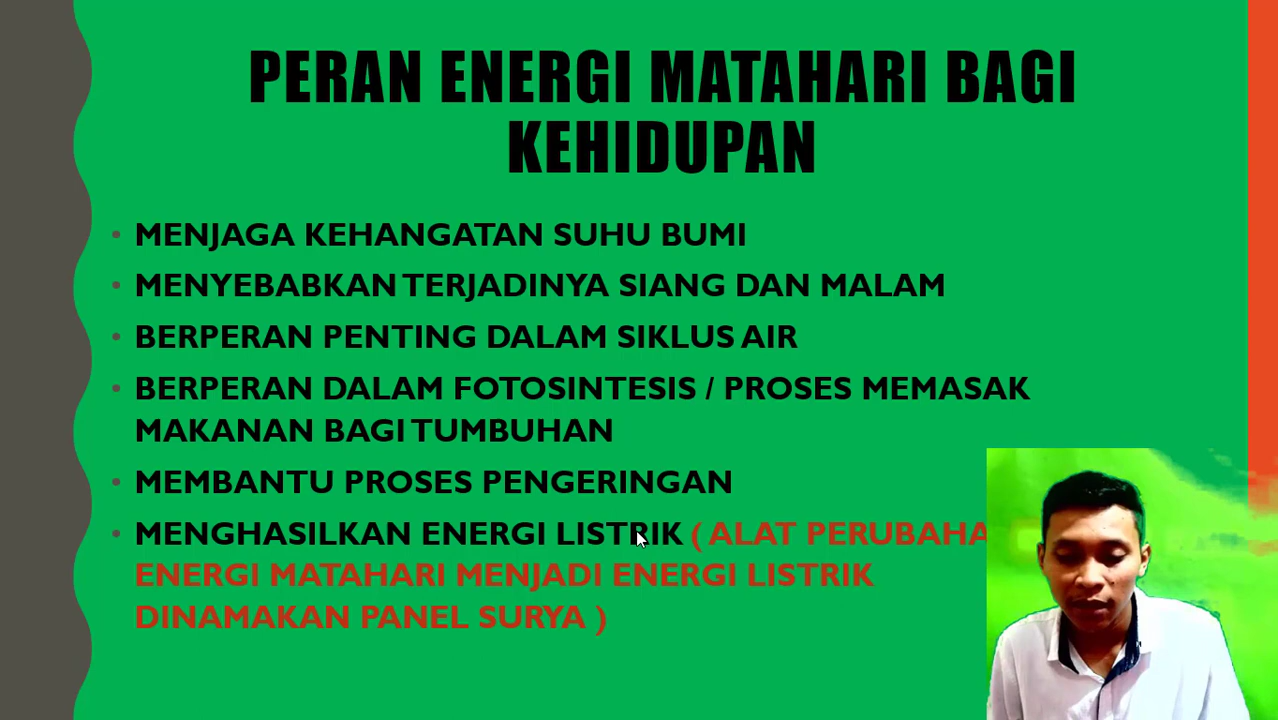 PERAN ENERGI MATAHARI BAGI
KEHIDUPAN
• MENJAGA KEHANGATAN SUHU BUMI
• MENYEBABKAN TERJADINYA SIANG DAN MALAM
• BERPERAN PENTING DALAM SIKLUS AIR
• BERPERAN DALAM FOTOSINTESIS / PROSES MEMASAK
MAKANAN BAGI TUMBUHAN
• MEMBANTU PROSES PENGERINGAN
• MENGHASILKAN ENERGI LISTRIK ( ALAT PERUBAHA
ENERGI MATAHARI MENJADI ENERGI LISTRIK
DINAMAKAN PANEL SURYA )